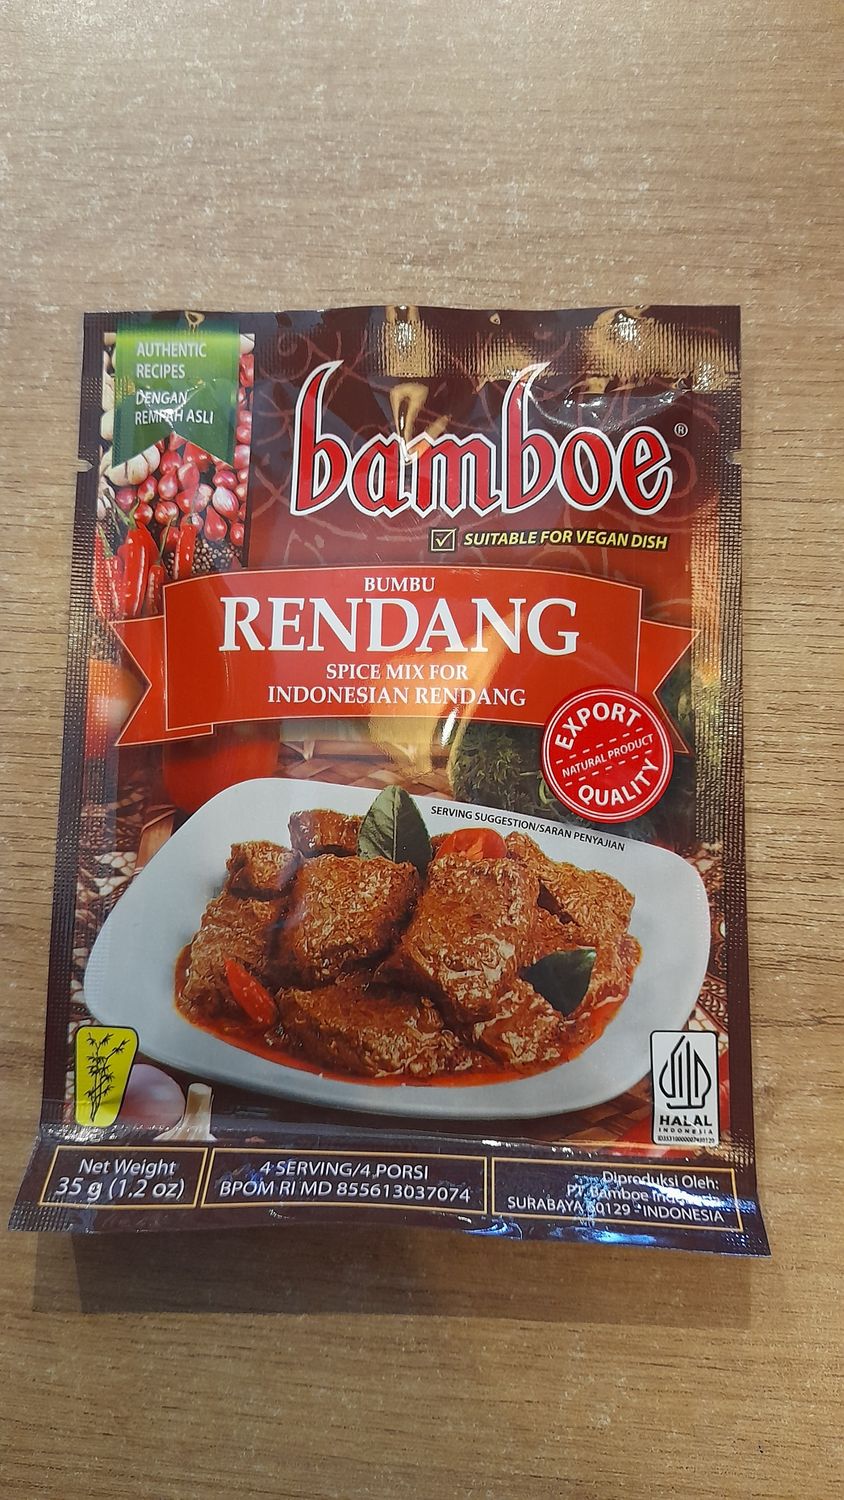 AUTHENTIC
RECIPES
DENGAN
REMPAH ASLI
bamboe®
SUITABLE FOR VEGAN DISH
BUMBU
RENDANG
SPICE MIX FOR
INDONESIAN RENDANG
EXPORT
NATURAL PRODUCT
QUALITY
SERVING SUGGESTION/SARAN PENYAJIAN
HALAL
INDONESIA
Net Weight
35 g (1.2 oz)
4 SERVING/4 PORSI
BPOM RI MD 855613037074
Diproduksi Oleh:
PT. Bamboe
SURABAYA 60129 - INDONESIA